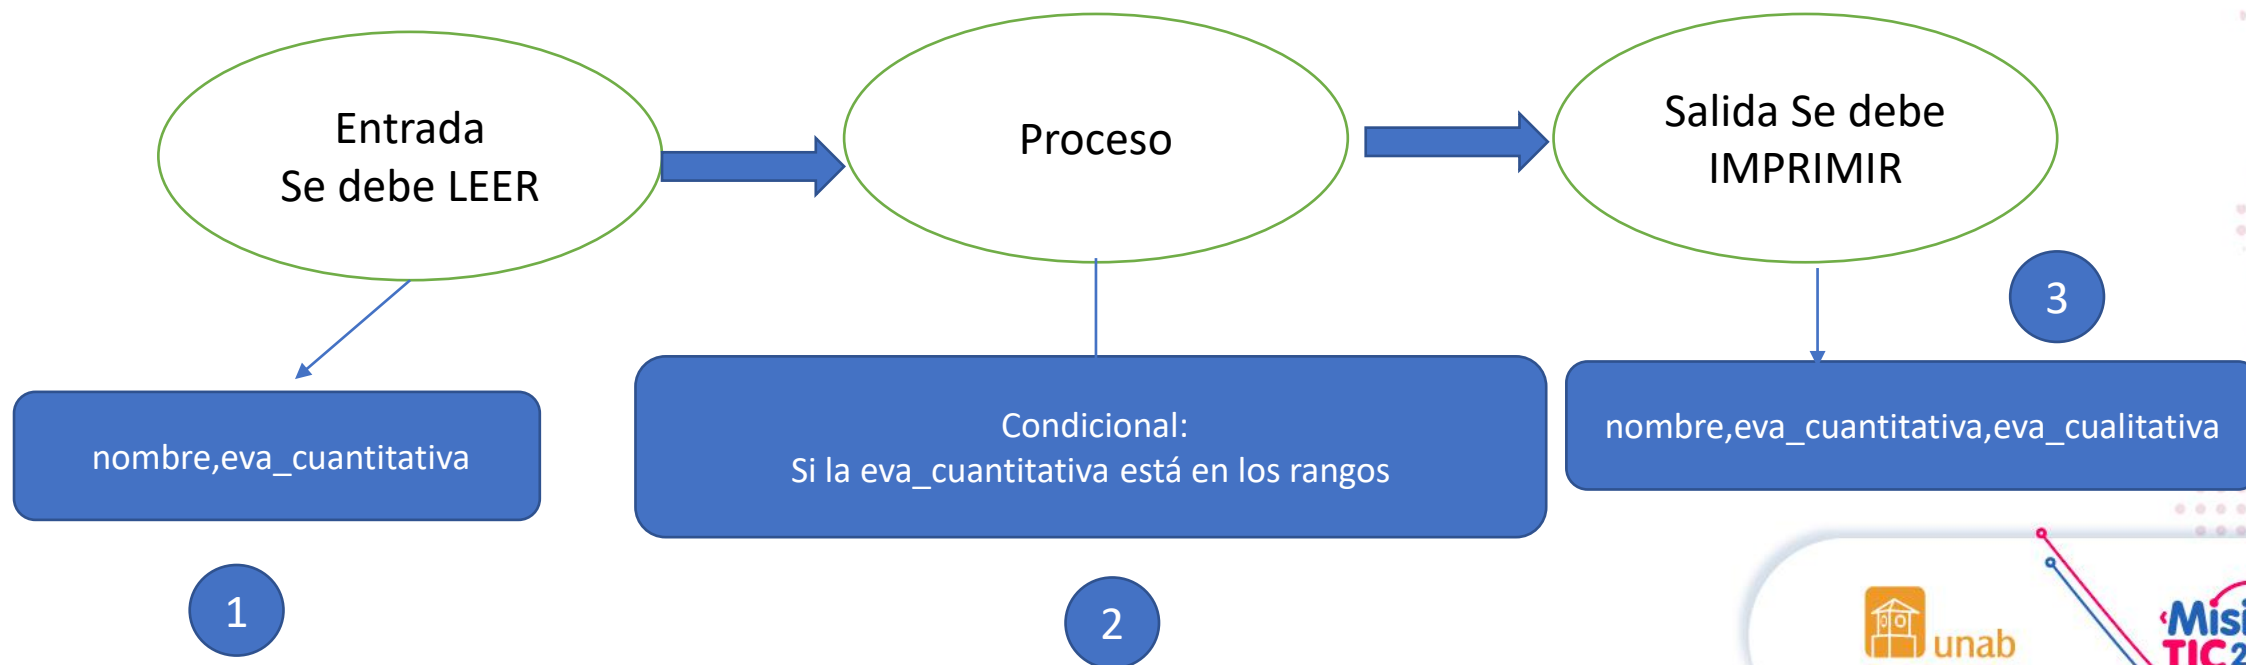 Entrada
Se debe LEER
Proceso
Salida Se debe
IMPRIMIR
3
nombre,eva_cuantitativa
Condicional:
Si la eva_cuantitativa está en los rangos
nombre,eva_cuantitativa,eva_cualitativa
1
2
unab